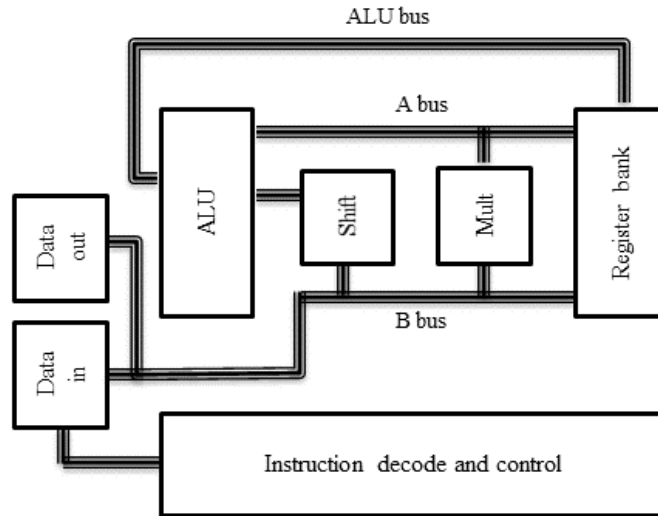 ALU bus
A bus
ALU
Shift
Mult
Register bank
Data
out
B bus
Data
in
Instruction decode and control